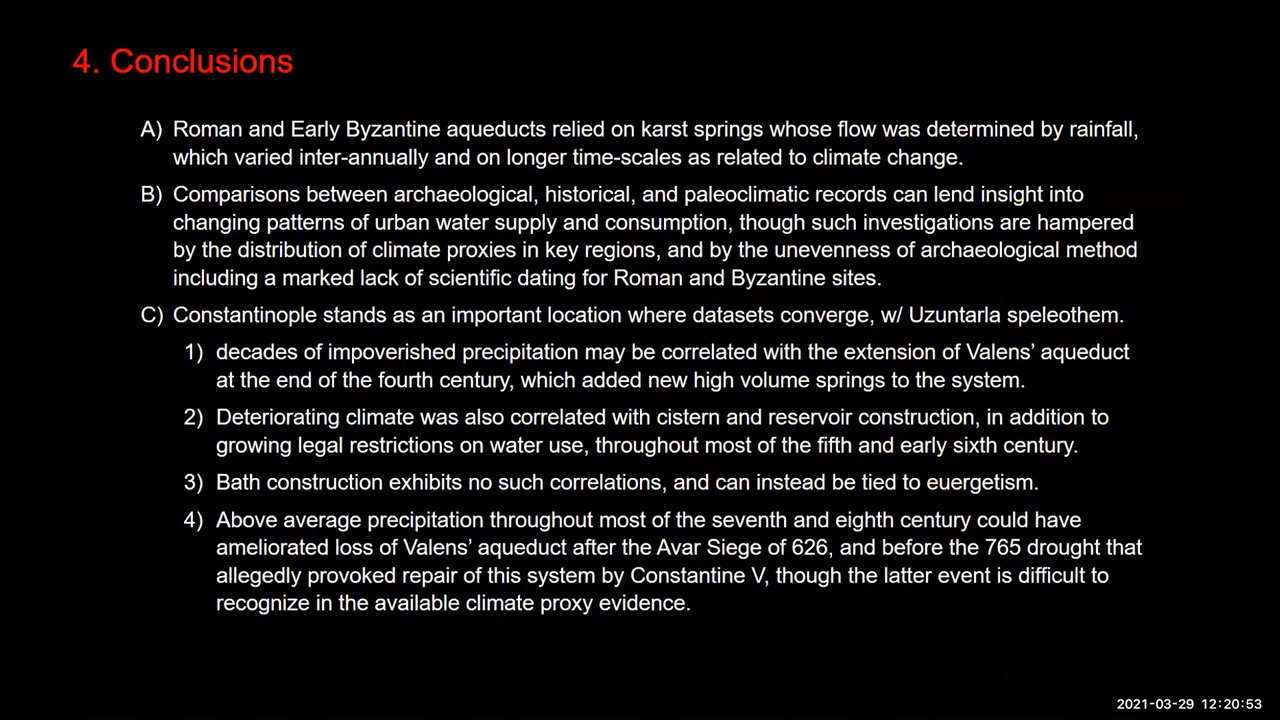 4. Conclusions
A) Roman and Early Byzantine aqueducts relied on karst springs whose flow was determined by rainfall,
which varied inter-annually and on longer time-scales as related to climate change.
B) Comparisons between archaeological, historical, and paleoclimatic records can lend insight into
changing patterns of urban water supply and consumption, though such investigations are hampered
by the distribution of climate proxies in key regions, and by the unevenness of archaeological method
including a marked lack of scientific dating for Roman and Byzantine sites.
C) Constantinople stands as an important location where datasets converge, w/ Uzuntarla speleothem.
1) decades of impoverished precipitation may be correlated with the extension of Valens' aqueduct
at the end of the fourth century, which added new high volume springs to the system.
2) Deteriorating climate was also correlated with cistern and reservoir construction, in addition to
growing legal restrictions on water use, throughout most of the fifth and early sixth century.
3) Bath construction exhibits no such correlations, and can instead be tied to euergetism.
4) Above average precipitation throughout most of the seventh and eighth century could have
ameliorated loss of Valens' aqueduct after the Avar Siege of 626, and before the 765 drought that
allegedly provoked repair of this system by Constantine V, though the latter event is difficult to
recognize in the available climate proxy evidence.
2021-03-29 12:20:53